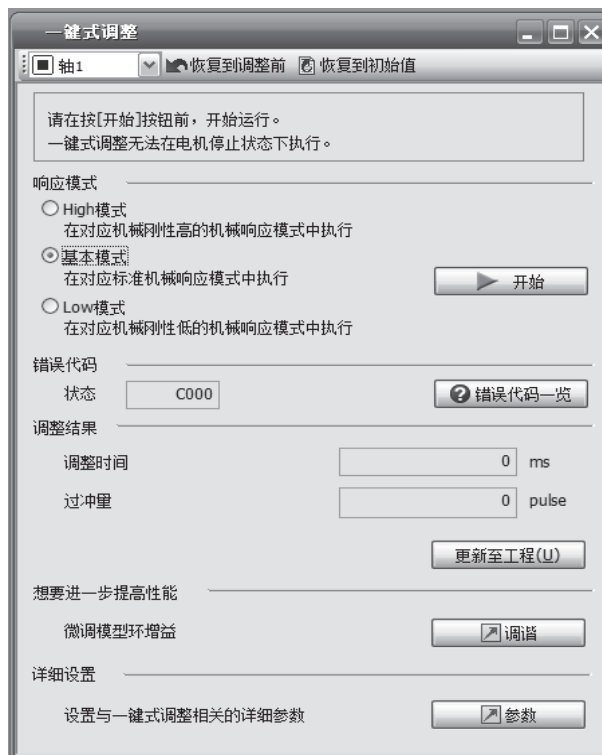 一键式调整
轴1 恢复到调整前 恢复到初始值
请在按[开始]按钮前，开始运行。
一键式调整无法在电机停止状态下执行。
响应模式
High模式
在对应机械刚性高的机械响应模式中执行
基本模式
在对应标准机械响应模式中执行
开始
Low模式
在对应机械刚性低的机械响应模式中执行
错误代码
状态 C000 错误代码一览
调整结果
调整时间 0 ms
过冲量 0 pulse
更新至工程(U)
想要进一步提高性能
微调模型环增益 调谐
详细设置
设置与一键式调整相关的详细参数 参数